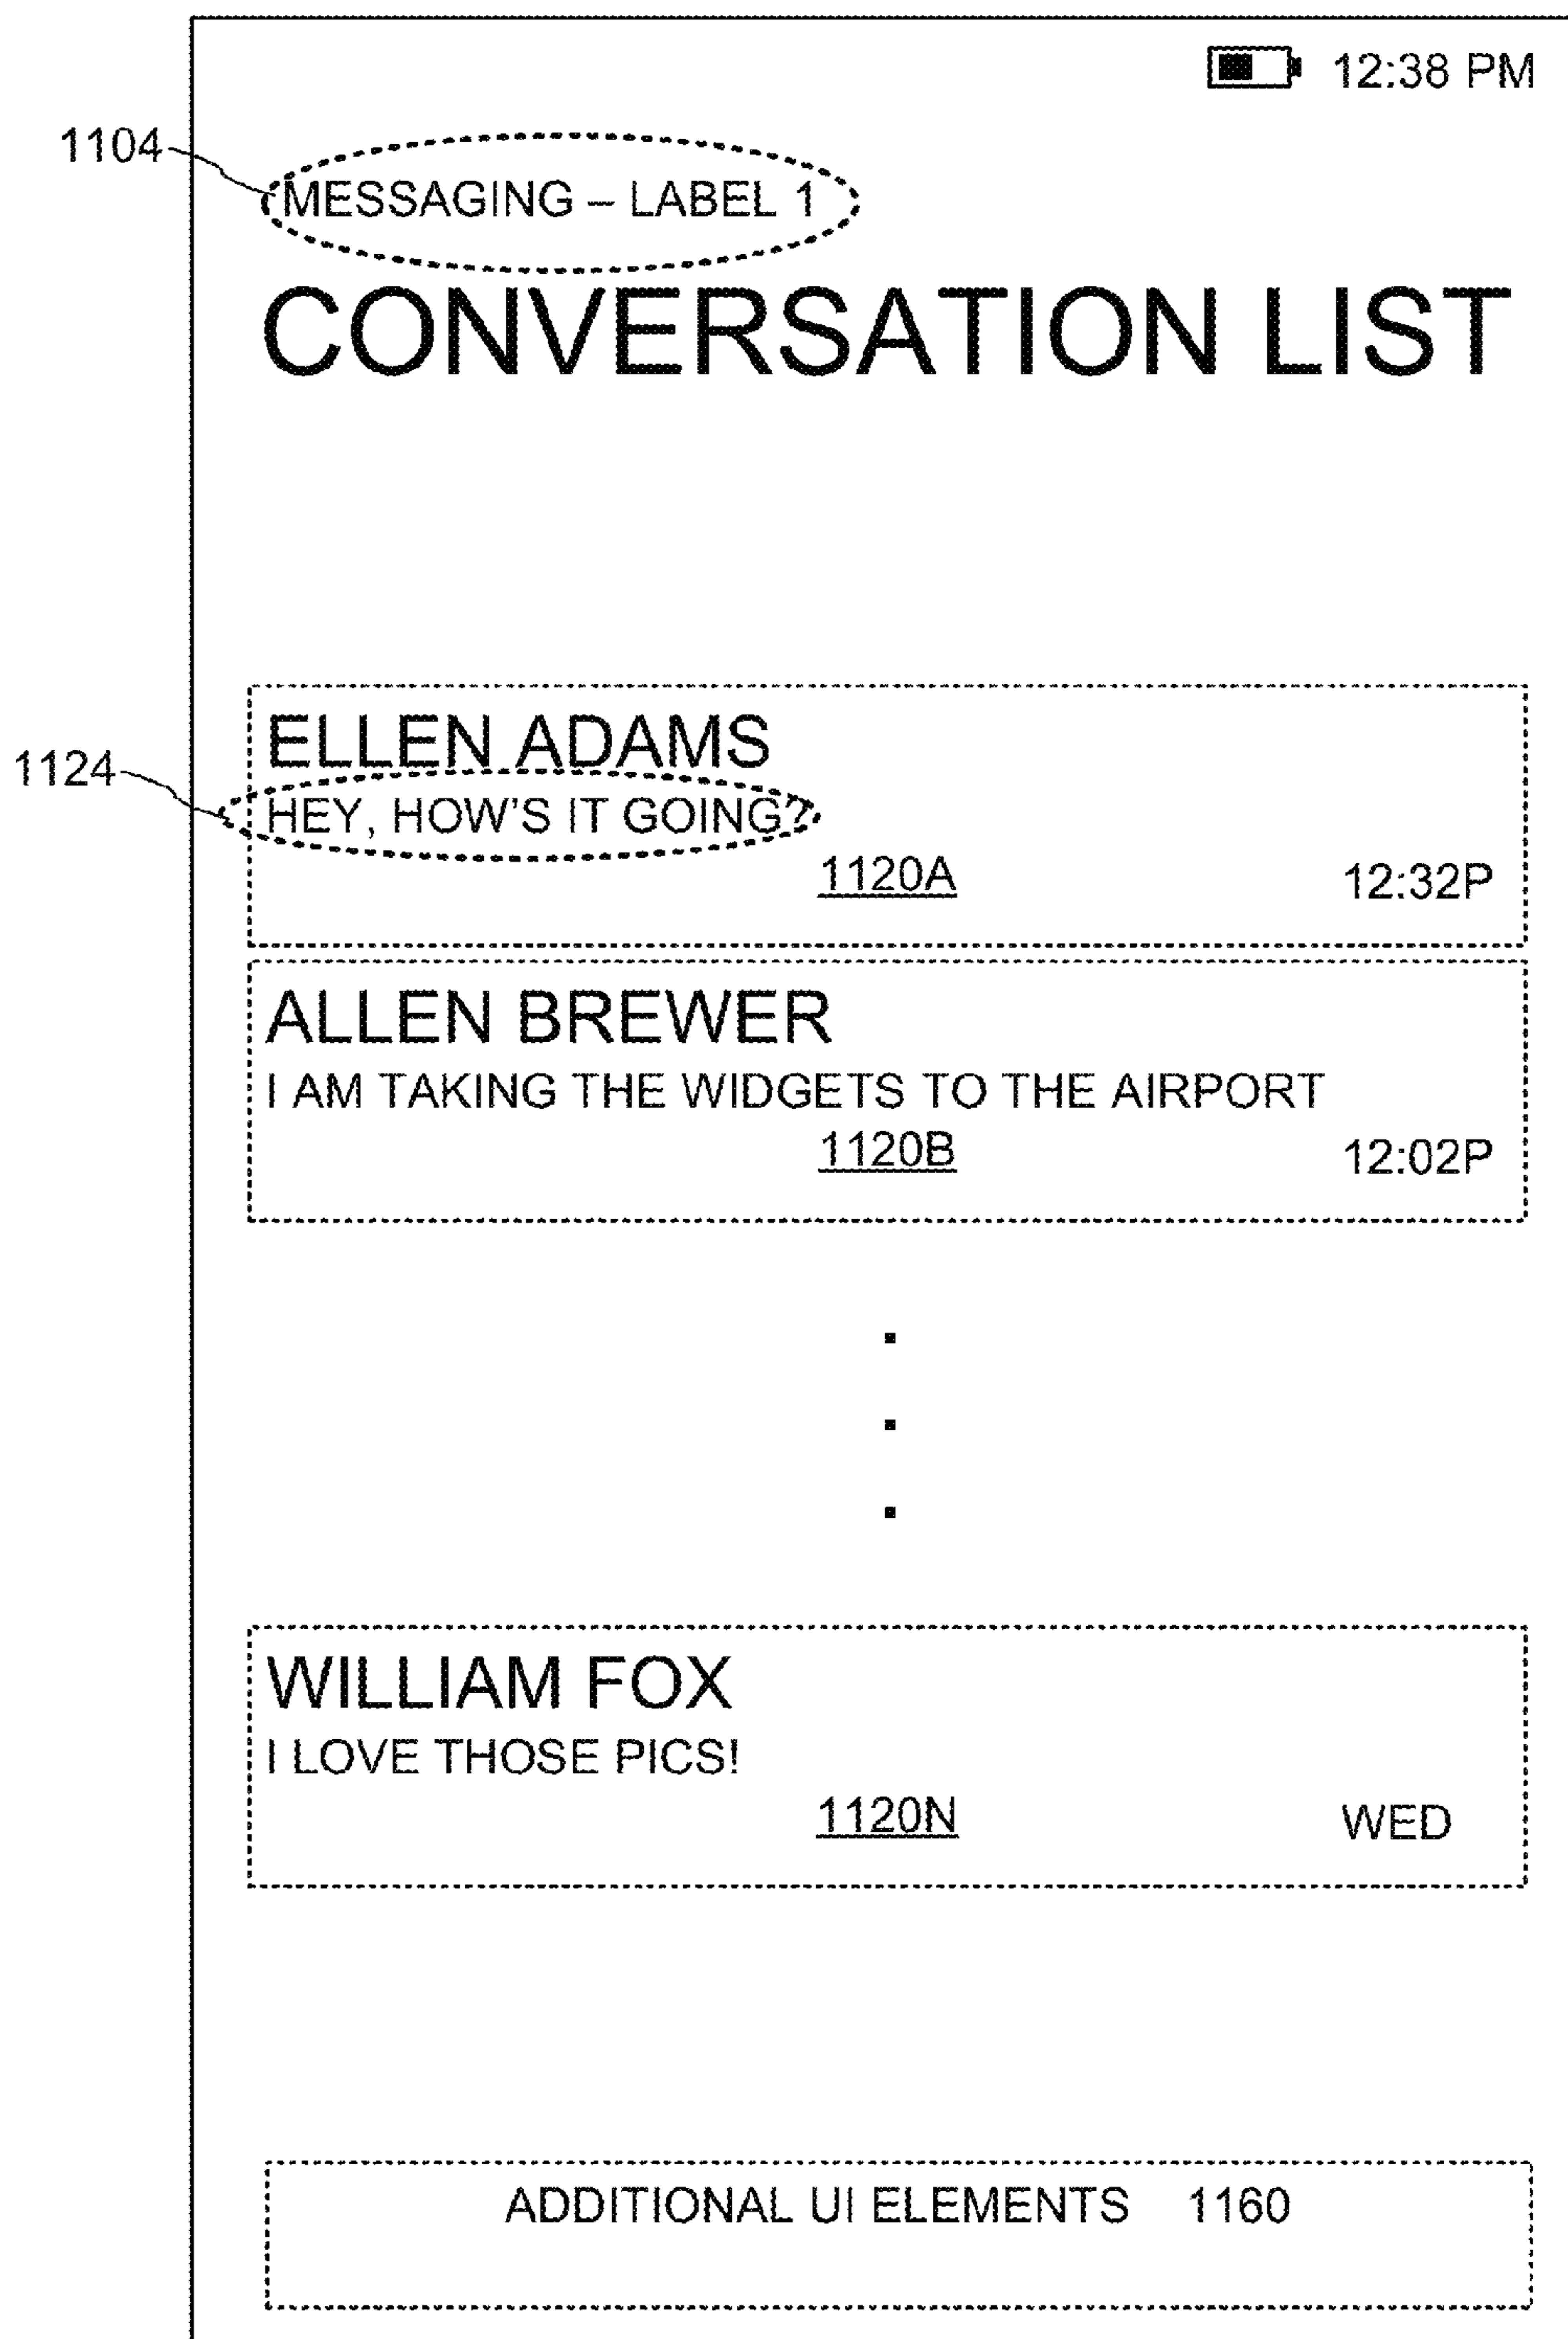 12:38 PM
1104
MESSAGING – LABEL 1
CONVERSATION LIST
ELLEN ADAMS
1124
HEY, HOW'S IT GOING?
1120A
12:32P
ALLEN BREWER
I AM TAKING THE WIDGETS TO THE AIRPORT
1120B
12:02P
WILLIAM FOX
I LOVE THOSE PICS!
1120N
WED
ADDITIONAL UI ELEMENTS 1160